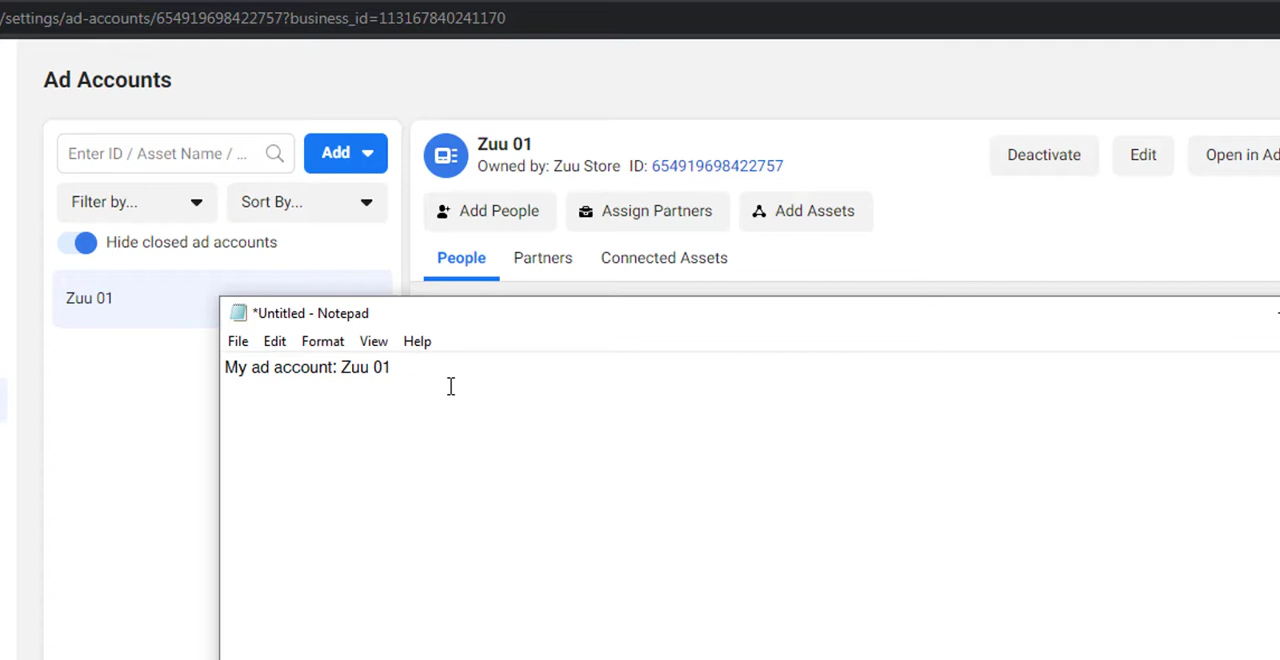 /settings/ad-accounts/654919698422757?business_id=113167840241170
Ad Accounts
Enter ID / Asset Name / ...
Add
Filter by...
Sort By...
Hide closed ad accounts
Zuu 01
Zuu 01
Owned by: Zuu Store ID: 654919698422757
Deactivate
Edit
Open in Ad
Add People
Assign Partners
Add Assets
People
Partners
Connected Assets
*Untitled - Notepad
File Edit Format View Help
My ad account: Zuu 01